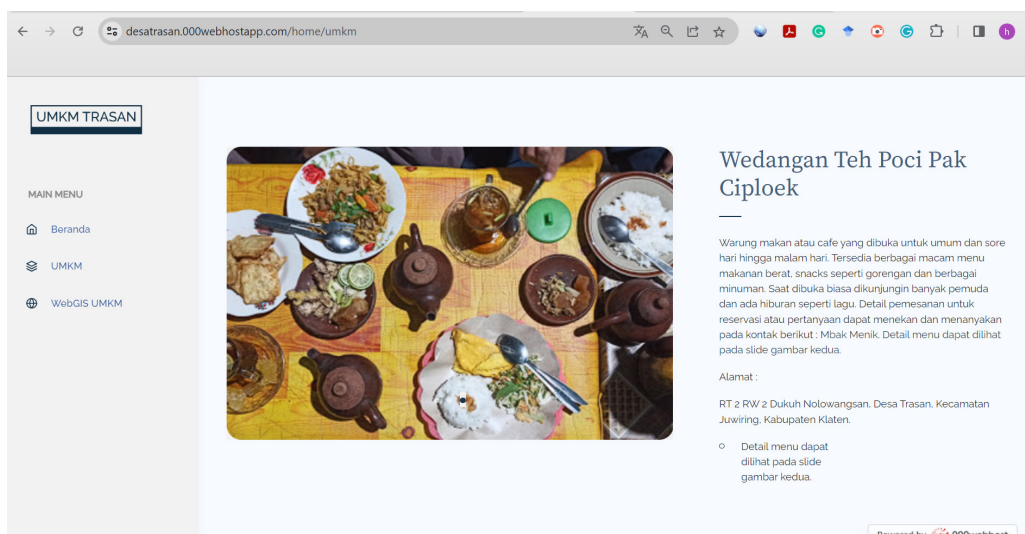 desatrasan.000webhostapp.com/home/umkm
UMKM TRASAN
MAIN MENU
Beranda
UMKM
WebGIS UMKM
Wedangan Teh Poci Pak
Ciploek
Warung makan atau cafe yang dibuka untuk umum dan sore
hari hingga malam hari. Tersedia berbagai macam menu
makanan berat, snacks seperti gorengan dan berbagai
minuman. Saat dibuka biasa dikunjungin banyak pemuda
dan ada hiburan seperti lagu. Detail pemesanan untuk
reservasi atau pertanyaan dapat menekan dan menanyakan
pada kontak berikut : Mbak Menik. Detail menu dapat dilihat
pada slide gambar kedua.
Alamat :
RT 2 RW 2 Dukuh Nolowangsan, Desa Trasan, Kecamatan
Juwiring, Kabupaten Klaten.
Detail menu dapat
dilihat pada slide
gambar kedua.
Powered by 000webhost
h